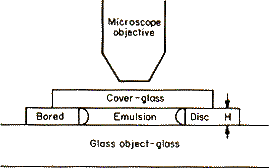 Microscope
objective
Cover-glass
Bored Emulsion Disc H
Glass object-glass